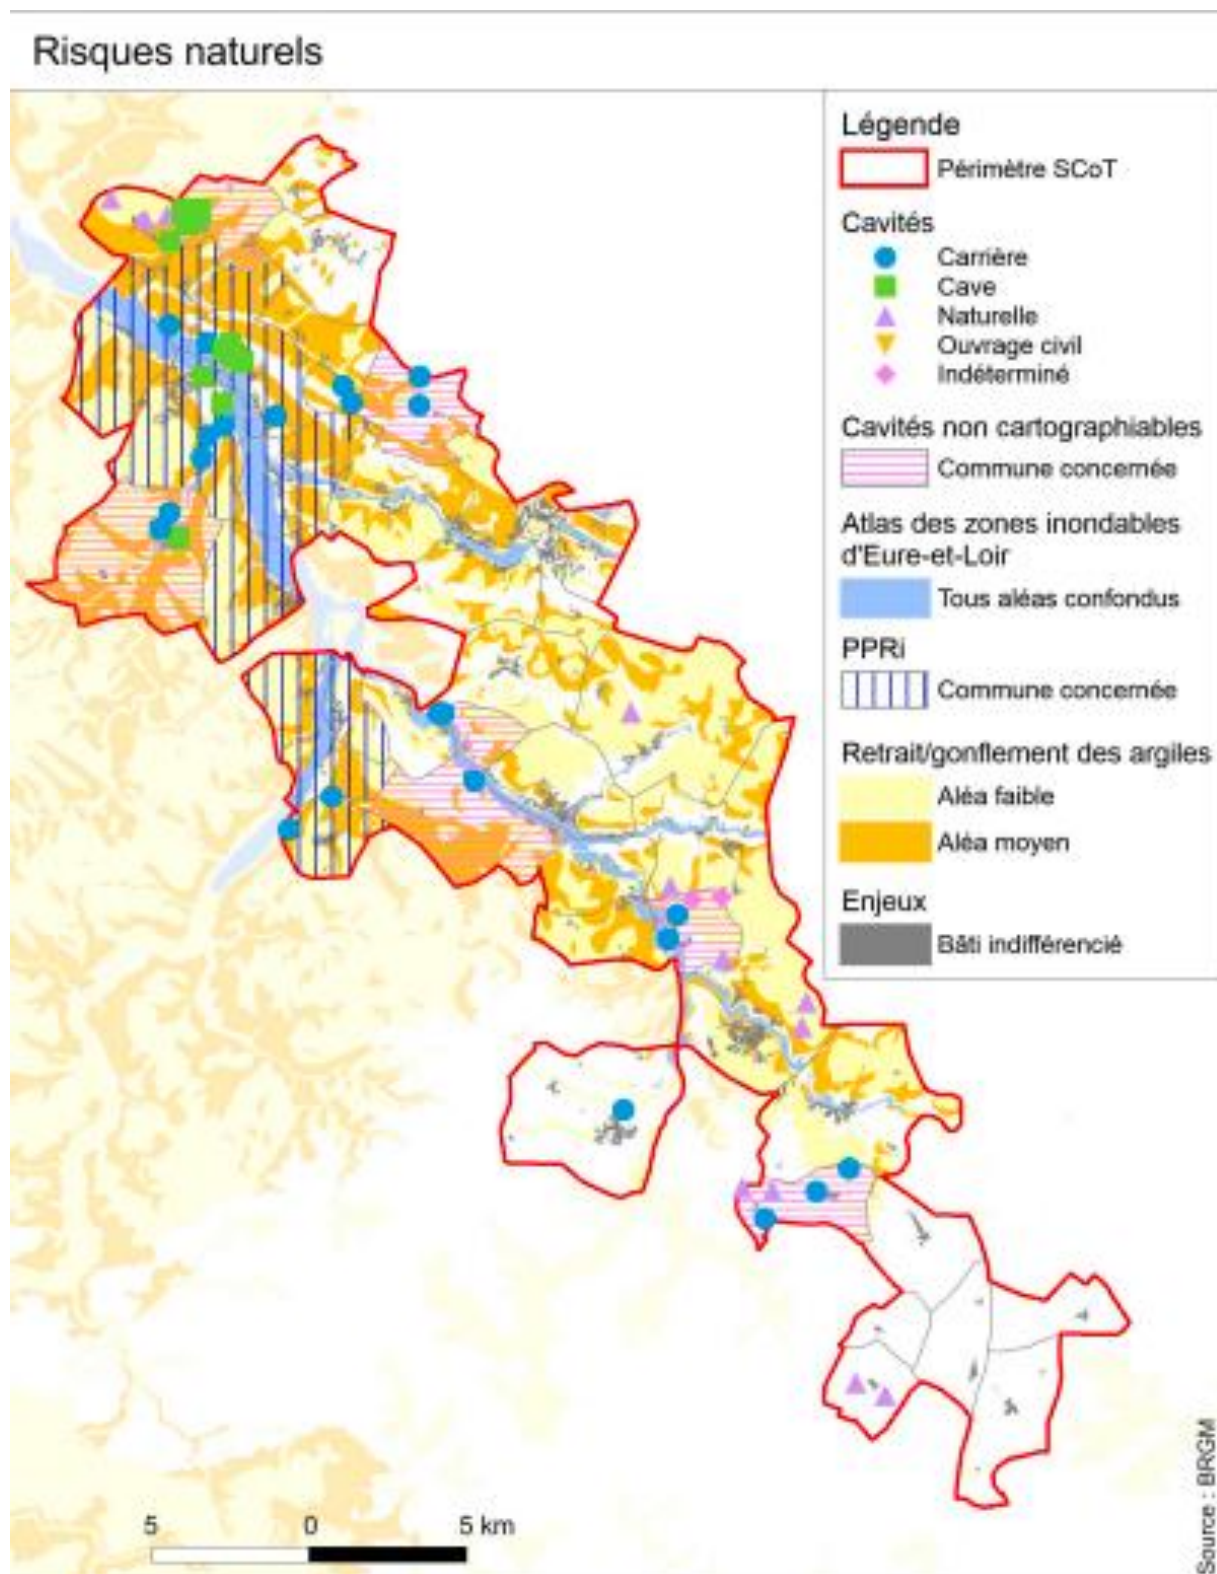 Risques naturels
Légende
Périmètre SCoT
Cavités
Carrière
Cave
Naturelle
Ouvrage civil
Indéterminé
Cavités non cartographiables
Commune concernée
Atlas des zones inondables
d'Eure-et-Loir
Tous aléas confondus
PPRi
Commune concernée
Retrait/gonflement des argiles
Aléa faible
Aléa moyen
Enjeux
Bâti indifférencié
5 0 5 km
Source : BRGM